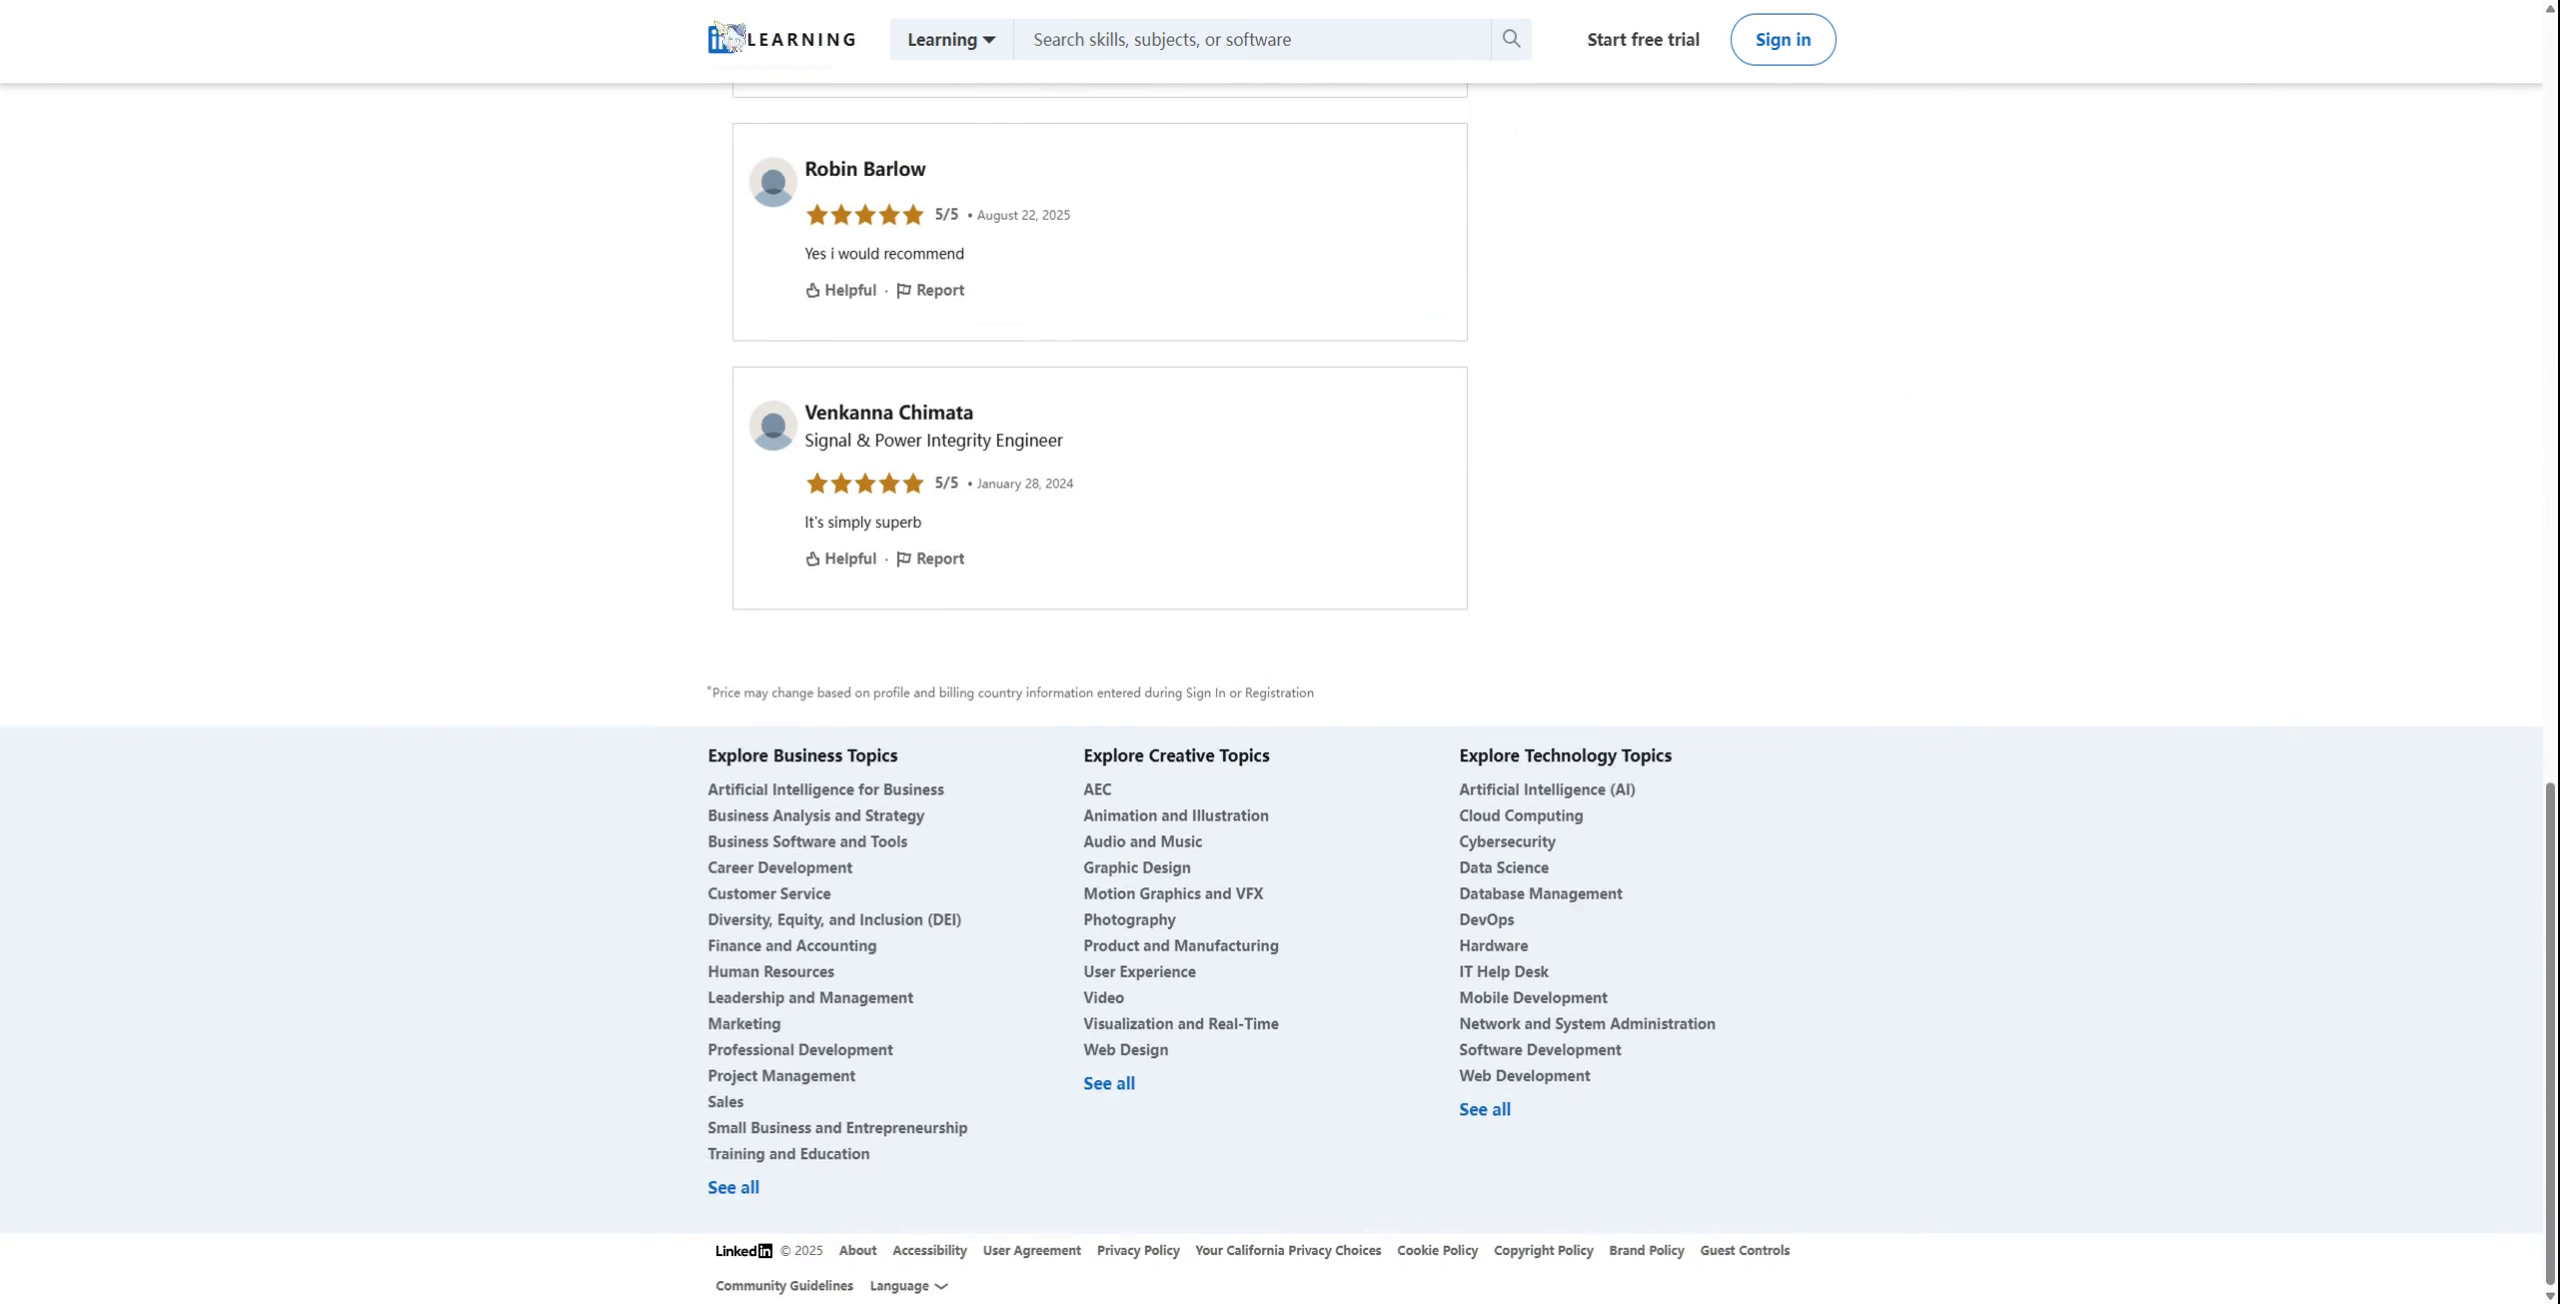 in LEARNING
Learning
Search skills, subjects, or software
Start free trial
Sign in
Robin Barlow
5/5 • August 22, 2025
Yes i would recommend
Helpful · Report
Venkanna Chimata
Signal & Power Integrity Engineer
5/5 • January 28, 2024
It's simply superb
Helpful · Report
*Price may change based on profile and billing country information entered during Sign In or Registration
Explore Business Topics
Artificial Intelligence for Business
Business Analysis and Strategy
Business Software and Tools
Career Development
Customer Service
Diversity, Equity, and Inclusion (DEI)
Finance and Accounting
Human Resources
Leadership and Management
Marketing
Professional Development
Project Management
Sales
Small Business and Entrepreneurship
Training and Education
See all
Explore Creative Topics
AEC
Animation and Illustration
Audio and Music
Graphic Design
Motion Graphics and VFX
Photography
Product and Manufacturing
User Experience
Video
Visualization and Real-Time
Web Design
See all
Explore Technology Topics
Artificial Intelligence (AI)
Cloud Computing
Cybersecurity
Data Science
Database Management
DevOps
Hardware
IT Help Desk
Mobile Development
Network and System Administration
Software Development
Web Development
See all
LinkedIn © 2025 About Accessibility User Agreement Privacy Policy Your California Privacy Choices Cookie Policy Copyright Policy Brand Policy Guest Controls
Community Guidelines Language